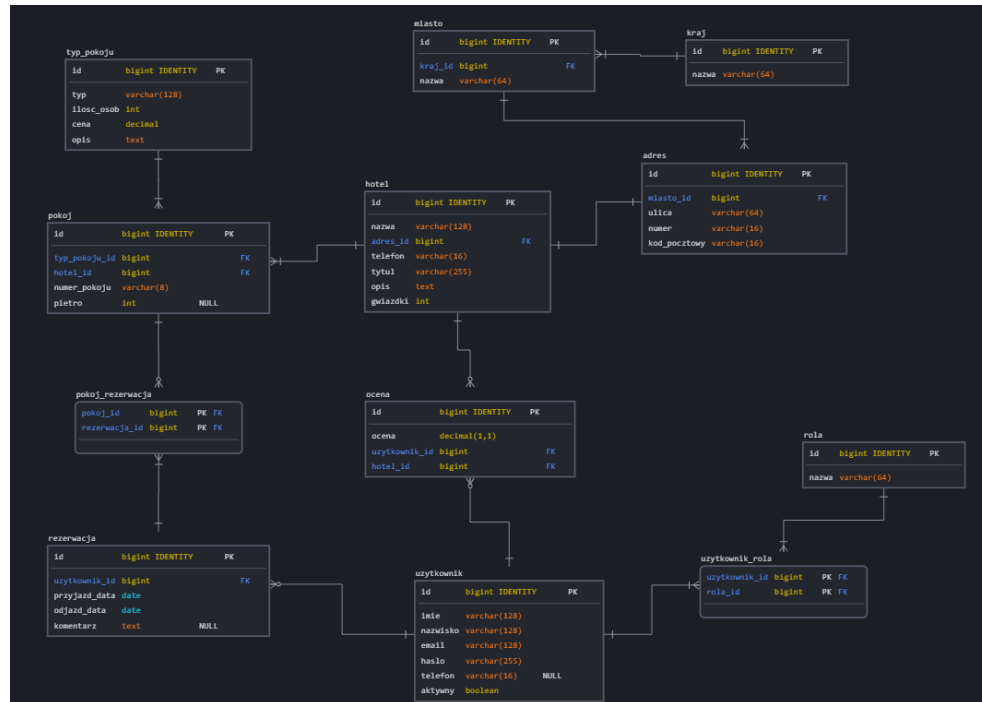 miasto
id bigint IDENTITY PK
kraj_id bigint FK
nazwa varchar(64)
kraj
id bigint IDENTITY PK
nazwa varchar(64)
typ_pokoju
id bigint IDENTITY PK
typ varchar(128)
ilosc_osob int
cena decimal
opis text
adres
id bigint IDENTITY PK
miasto_id bigint FK
ulica varchar(64)
numer varchar(16)
kod_pocztowy varchar(16)
hotel
id bigint IDENTITY PK
nazwa varchar(128)
adres_id bigint FK
telefon varchar(16)
tytul varchar(255)
opis text
gwiazdki int
pokoj
id bigint IDENTITY PK
typ_pokoju_id bigint FK
hotel_id bigint FK
numer_pokoju varchar(8)
pietro int NULL
pokoj_rezerwacja
pokoj_id bigint PK FK
rezerwacja_id bigint PK FK
ocena
id bigint IDENTITY PK
ocena decimal(1,1)
uzytkownik_id bigint FK
hotel_id bigint FK
rola
id bigint IDENTITY PK
nazwa varchar(64)
rezerwacja
id bigint IDENTITY PK
uzytkownik_id bigint FK
przyjazd_data date
odjazd_data date
komentarz text NULL
uzytkownik_rola
uzytkownik_id bigint PK FK
rola_id bigint PK FK
uzytkownik
id bigint IDENTITY PK
imie varchar(128)
nazwisko varchar(128)
email varchar(128)
haslo varchar(255)
telefon varchar(16) NULL
aktywny boolean